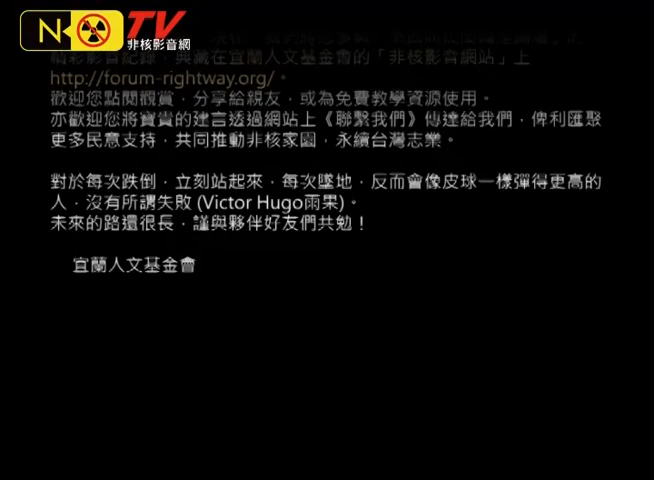 N TV
非核影音網
精彩影音紀錄，典藏在宜蘭人文基金會的「非核影音網站」上
http://forum-rightway.org/。
歡迎您點閱觀賞，分享給親友，或為免費教學資源使用。
亦歡迎您將寶貴的建言透過網站上《聯繫我們》傳達給我們，俾利匯聚
更多民意支持，共同推動非核家園，永續台灣志業。
對於每次跌倒，立刻站起來，每次墜地，反而會像皮球一樣彈得更高的
人，沒有所謂失敗 (Victor Hugo雨果)。
未來的路還很長，謹與夥伴好友們共勉！
宜蘭人文基金會